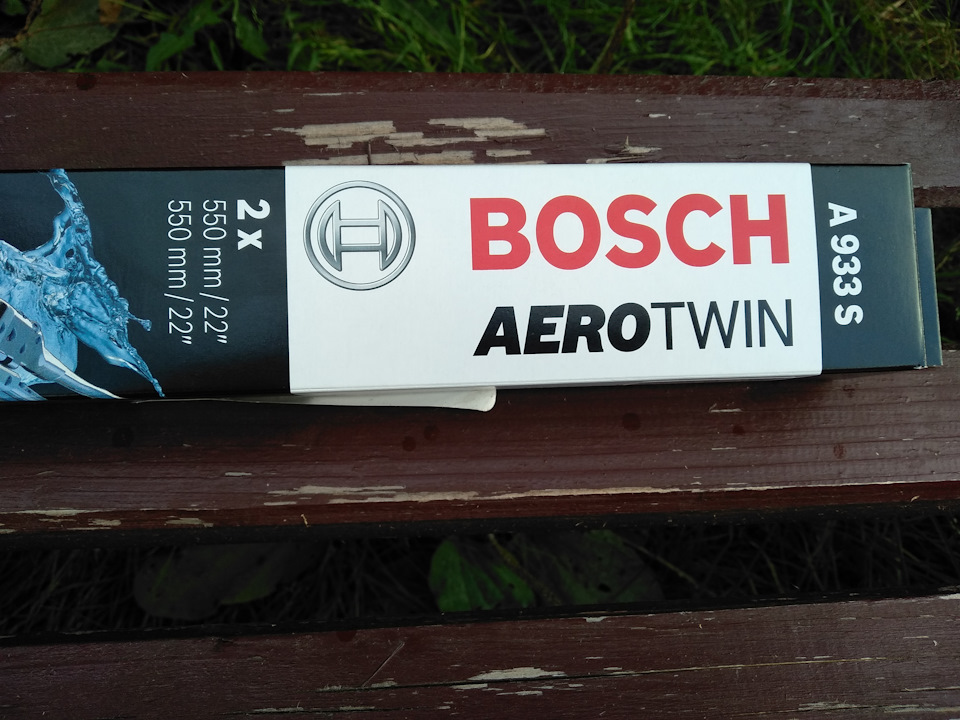 BOSCH
AEROTWIN
A 933 S
2 x
550 mm / 22"
550 mm / 22"